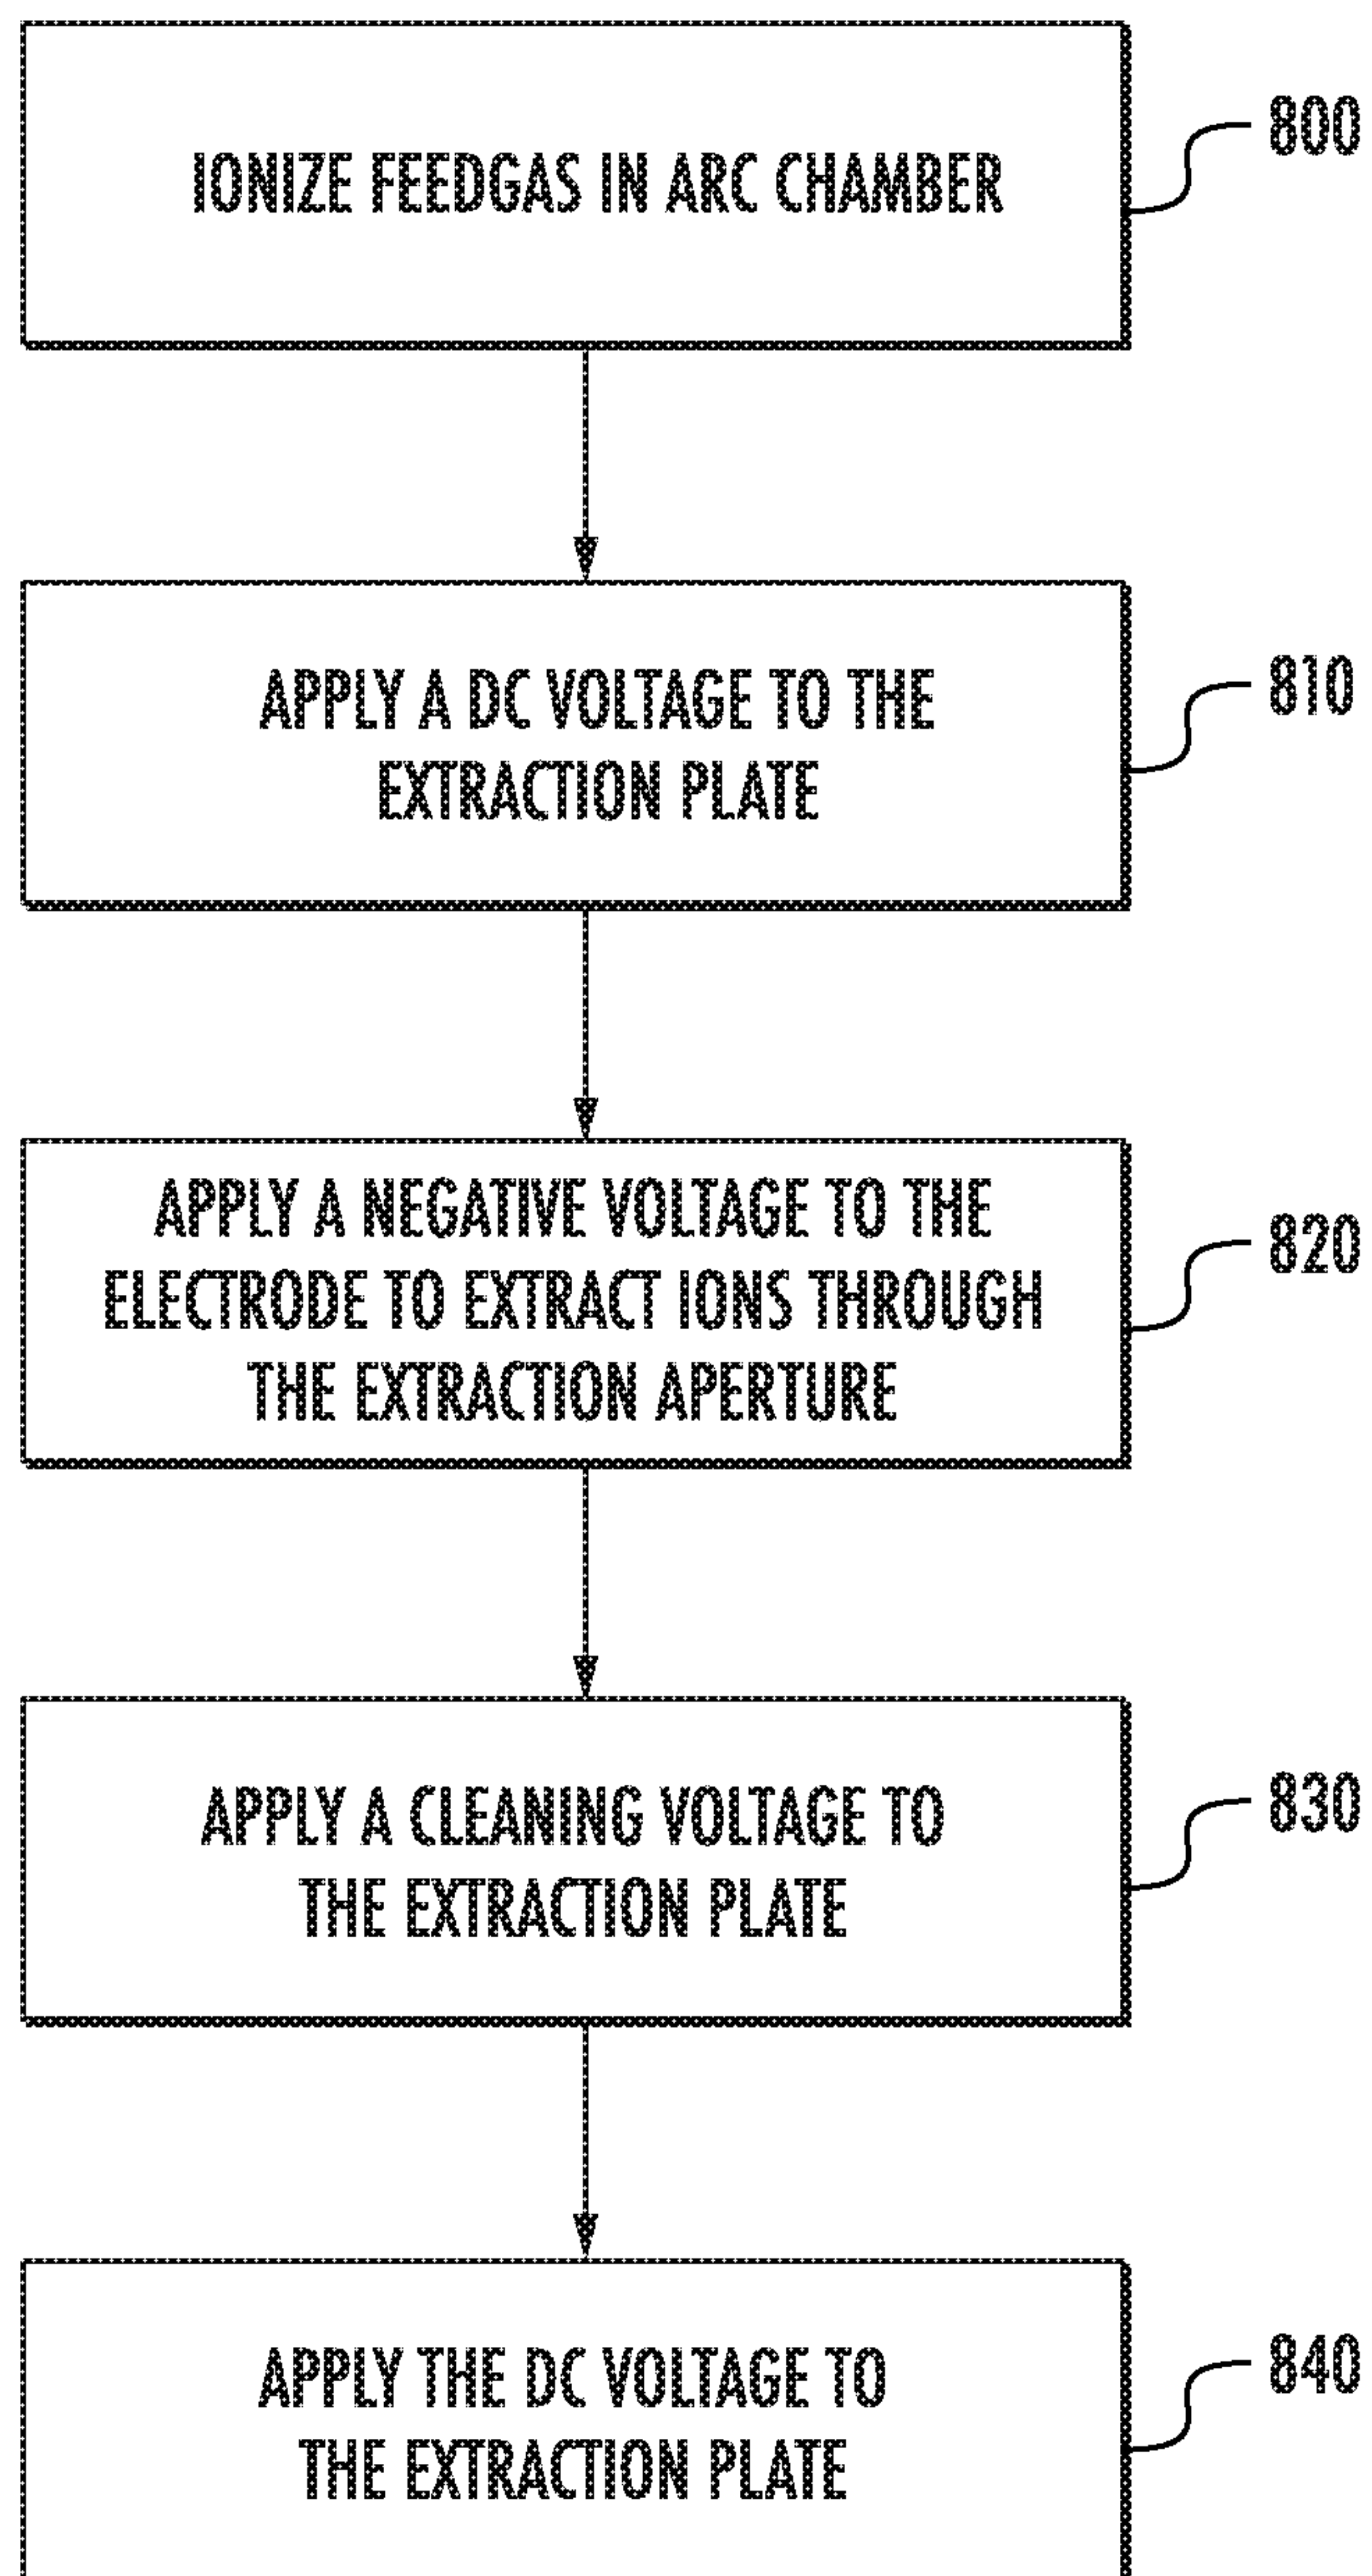 IONIZE FEEDGAS IN ARC CHAMBER
800
APPLY A DC VOLTAGE TO THE
EXTRACTION PLATE
810
APPLY A NEGATIVE VOLTAGE TO THE
ELECTRODE TO EXTRACT IONS THROUGH
THE EXTRACTION APERTURE
820
APPLY A CLEANING VOLTAGE TO
THE EXTRACTION PLATE
830
APPLY THE DC VOLTAGE TO
THE EXTRACTION PLATE
840